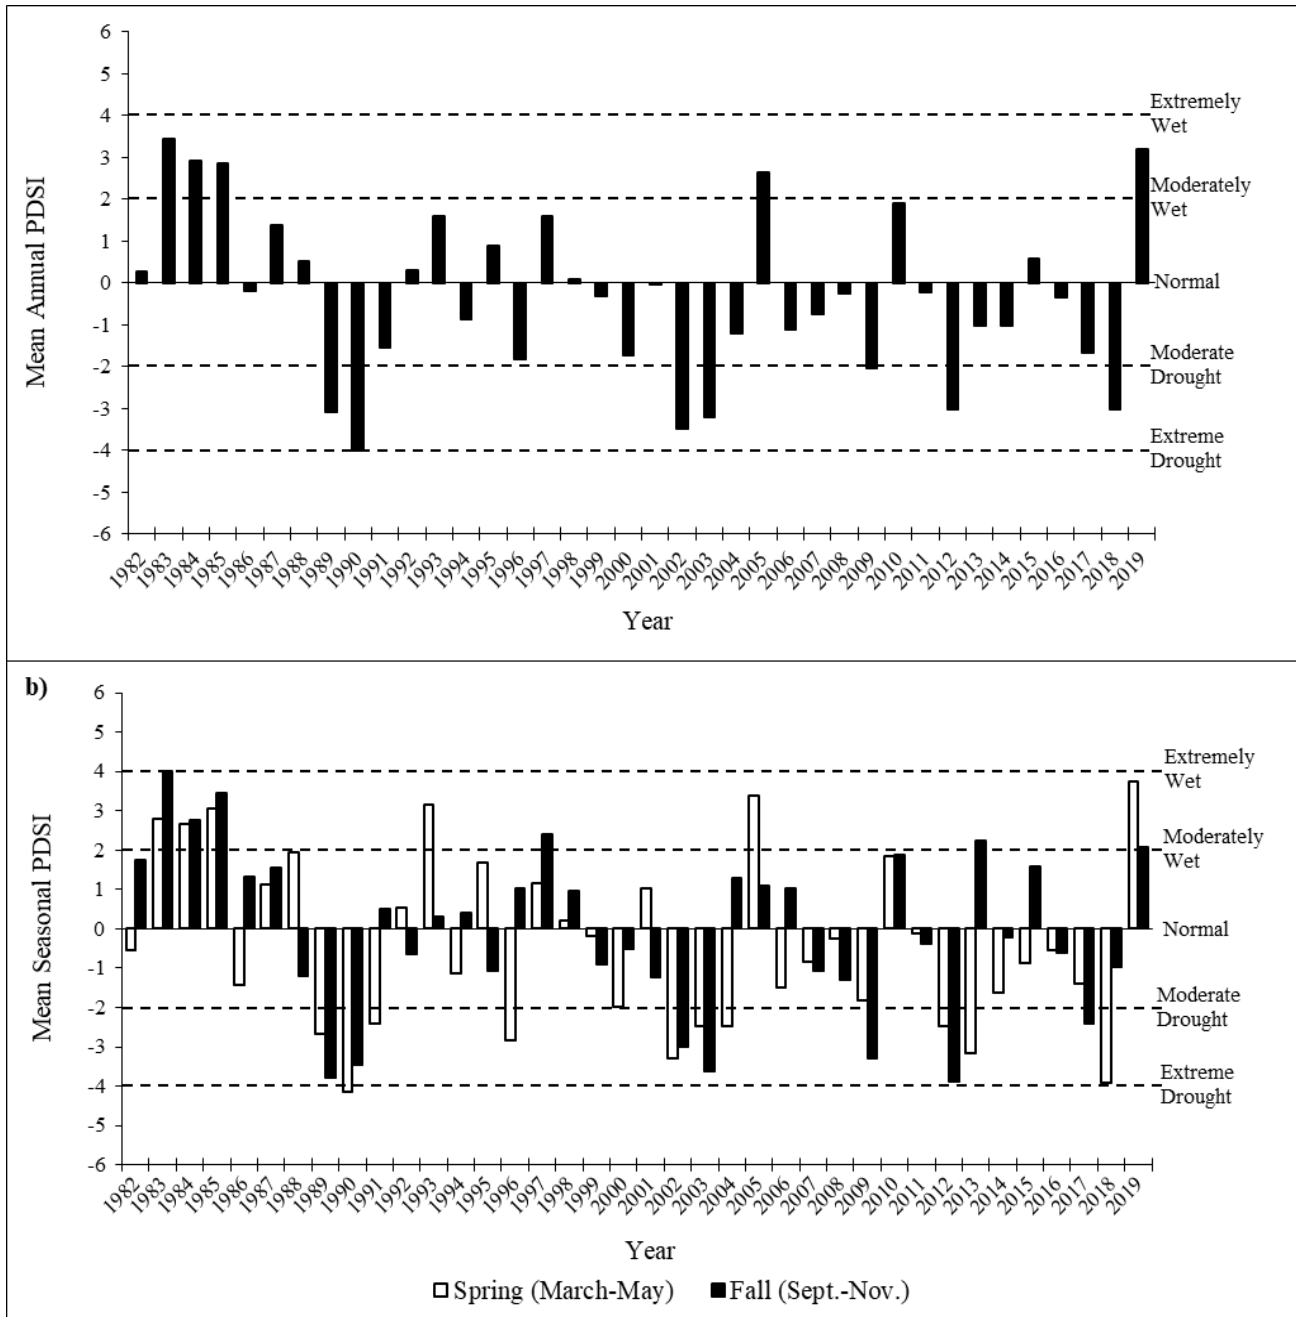 6
5
4
3
2
1
0
-1
-2
-3
-4
-5
-6
Mean Annual PDSI
Extremely
Wet
Moderately
Wet
Normal
Moderate
Drought
Extreme
Drought
1982 1983 1984 1985 1986 1987 1988 1989 1990 1991 1992 1993 1994 1995 1996 1997 1998 1999 2000 2001 2002 2003 2004 2005 2006 2007 2008 2009 2010 2011 2012 2013 2014 2015 2016 2017 2018 2019
Year
b)
6
5
4
3
2
1
0
-1
-2
-3
-4
-5
-6
Mean Seasonal PDSI
Extremely
Wet
Moderately
Wet
Normal
Moderate
Drought
Extreme
Drought
1982 1983 1984 1985 1986 1987 1988 1989 1990 1991 1992 1993 1994 1995 1996 1997 1998 1999 2000 2001 2002 2003 2004 2005 2006 2007 2008 2009 2010 2011 2012 2013 2014 2015 2016 2017 2018 2019
Year
Spring (March-May) Fall (Sept.-Nov.)